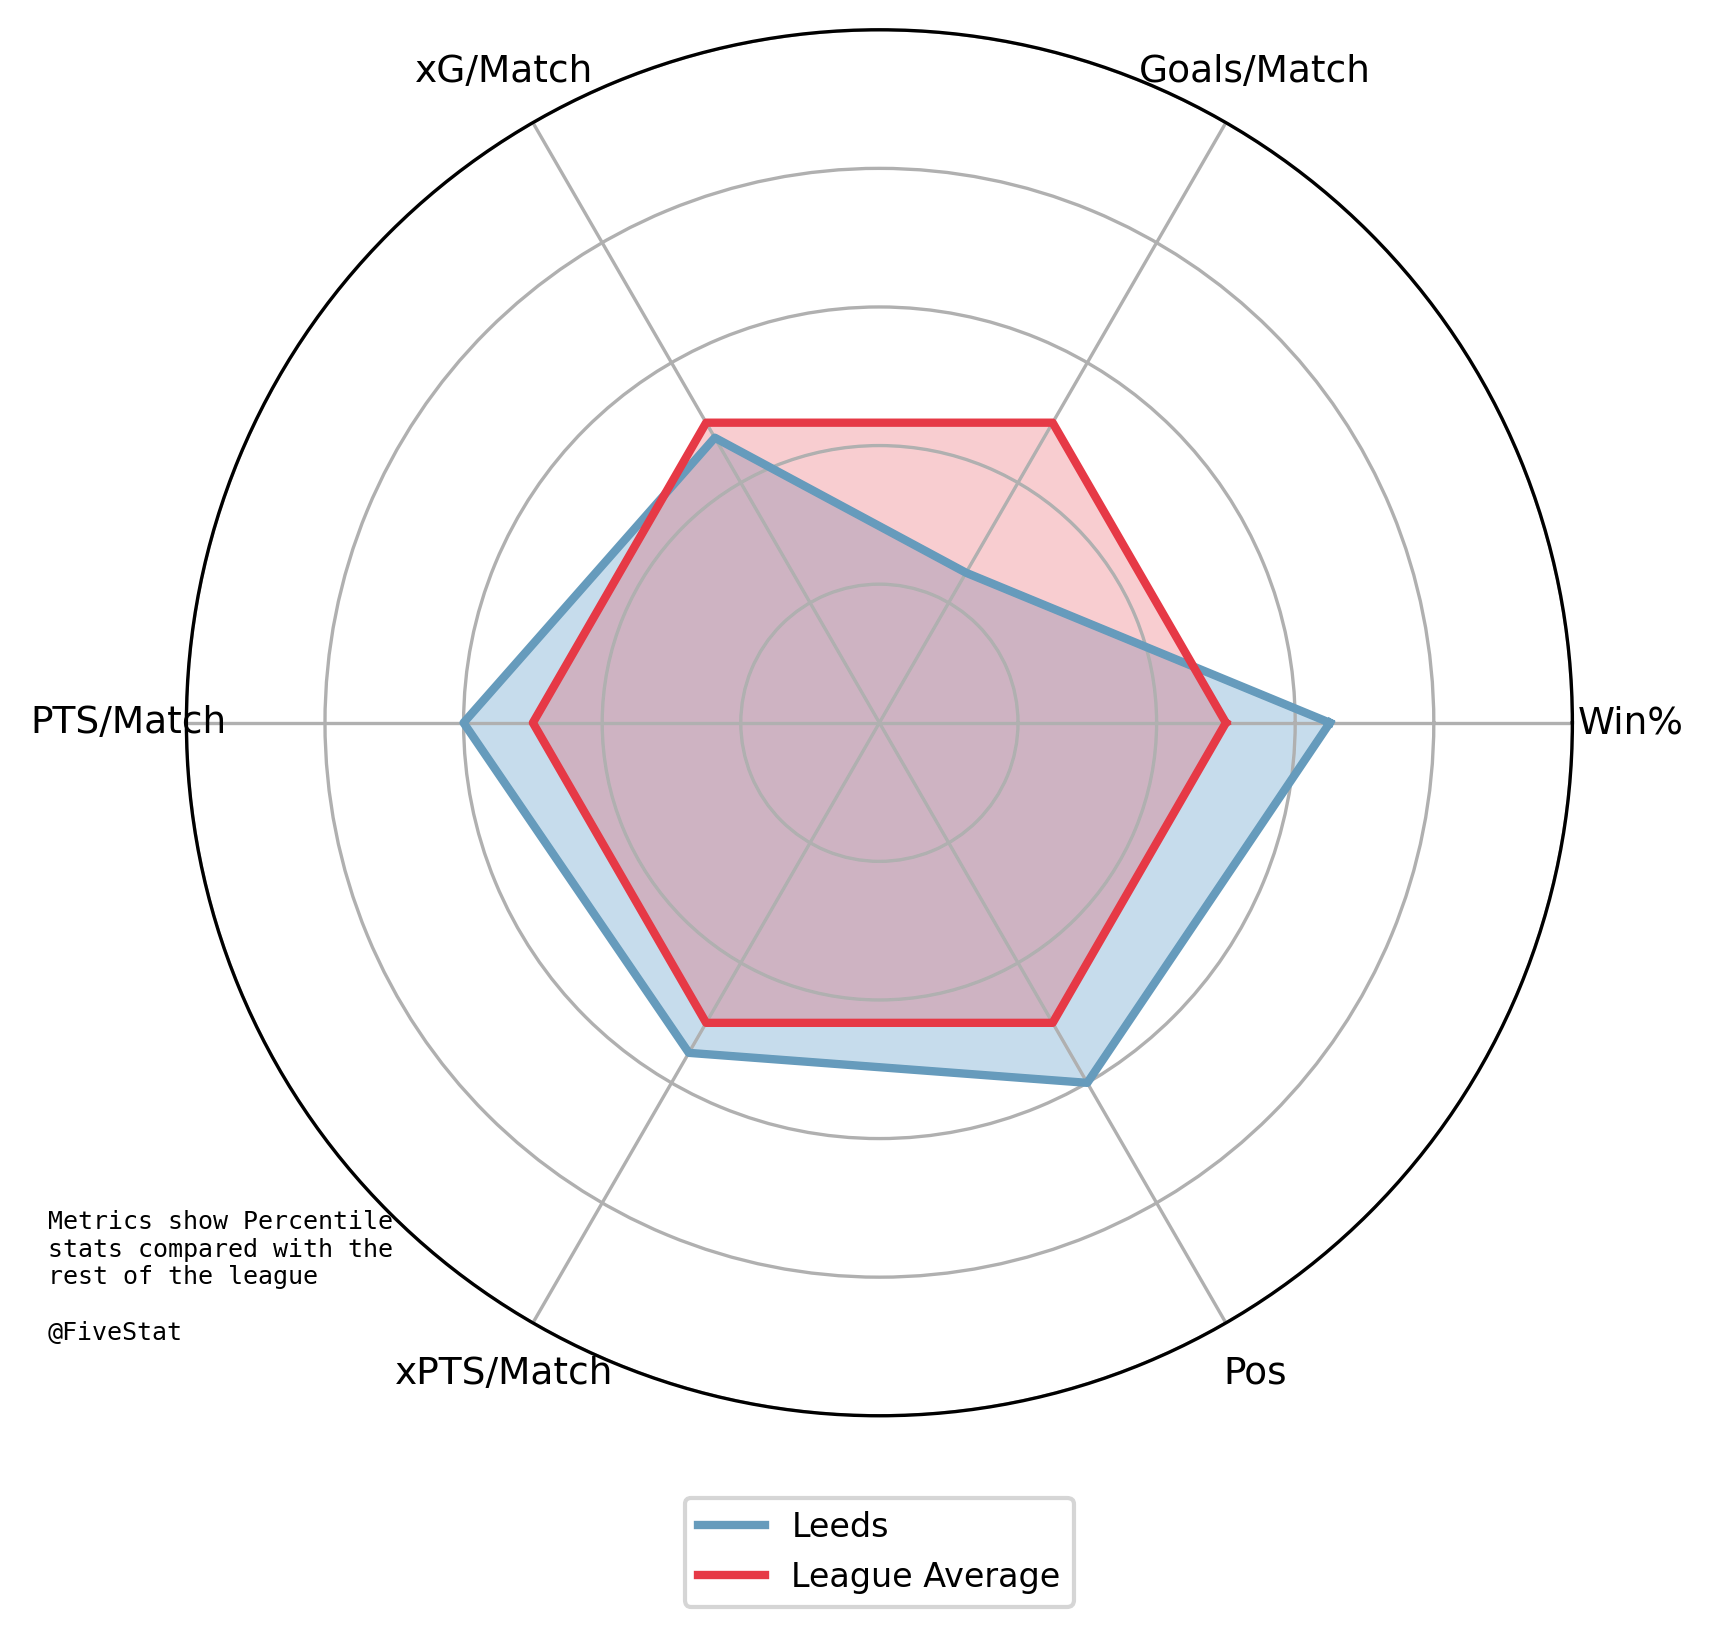 xG/Match
Goals/Match
PTS/Match
Win%
Metrics show Percentile
stats compared with the
rest of the league
@FiveStat
xPTS/Match
Pos
Leeds
League Average